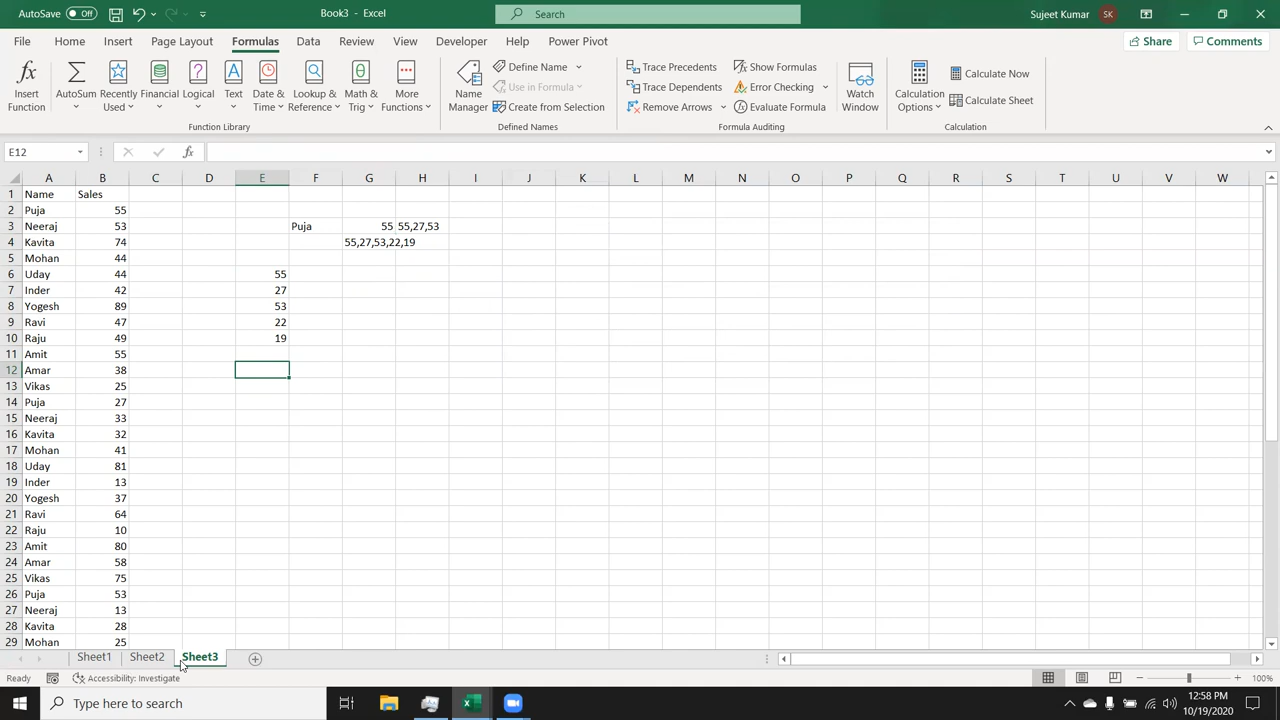 AutoSave Off Book3 - Excel Search Sujeet Kumar SK
File Home Insert Page Layout Formulas Data Review View Developer Help Power Pivot Share Comments
Insert Function
AutoSum
Recently Used
Financial
Logical
Text
Date & Time
Lookup & Reference
Math & Trig
More Functions
Function Library
Name Manager
Define Name
Use in Formula
Create from Selection
Defined Names
Trace Precedents
Trace Dependents
Remove Arrows
Show Formulas
Error Checking
Evaluate Formula
Formula Auditing
Watch Window
Calculation Options
Calculate Now
Calculate Sheet
Calculation
E12 fx
A B C D E F G H I J K L M N O P Q R S T U V W
1 Name Sales
2 Puja 55
3 Neeraj 53 Puja 55 55,27,53
4 Kavita 74 55,27,53,22,19
5 Mohan 44
6 Uday 44 55
7 Inder 42 27
8 Yogesh 89 53
9 Ravi 47 22
10 Raju 49 19
11 Amit 55
12 Amar 38
13 Vikas 25
14 Puja 27
15 Neeraj 33
16 Kavita 32
17 Mohan 41
18 Uday 81
19 Inder 13
20 Yogesh 37
21 Ravi 64
22 Raju 10
23 Amit 80
24 Amar 58
25 Vikas 75
26 Puja 53
27 Neeraj 13
28 Kavita 28
29 Mohan 25
Sheet1 Sheet2 Sheet3
Ready Accessibility: Investigate 100%
Type here to search 12:58 PM
10/19/2020